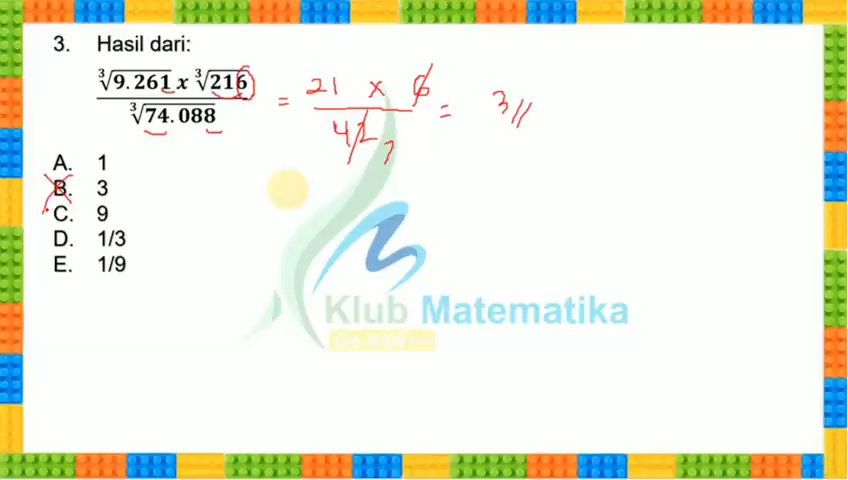 3. Hasil dari:
∛9.261 x ∛216
∛74.088
= 21 x 6
42
7
= 3 //
A. 1
B. 3
C. 9
D. 1/3
E. 1/9
Klub Matematika